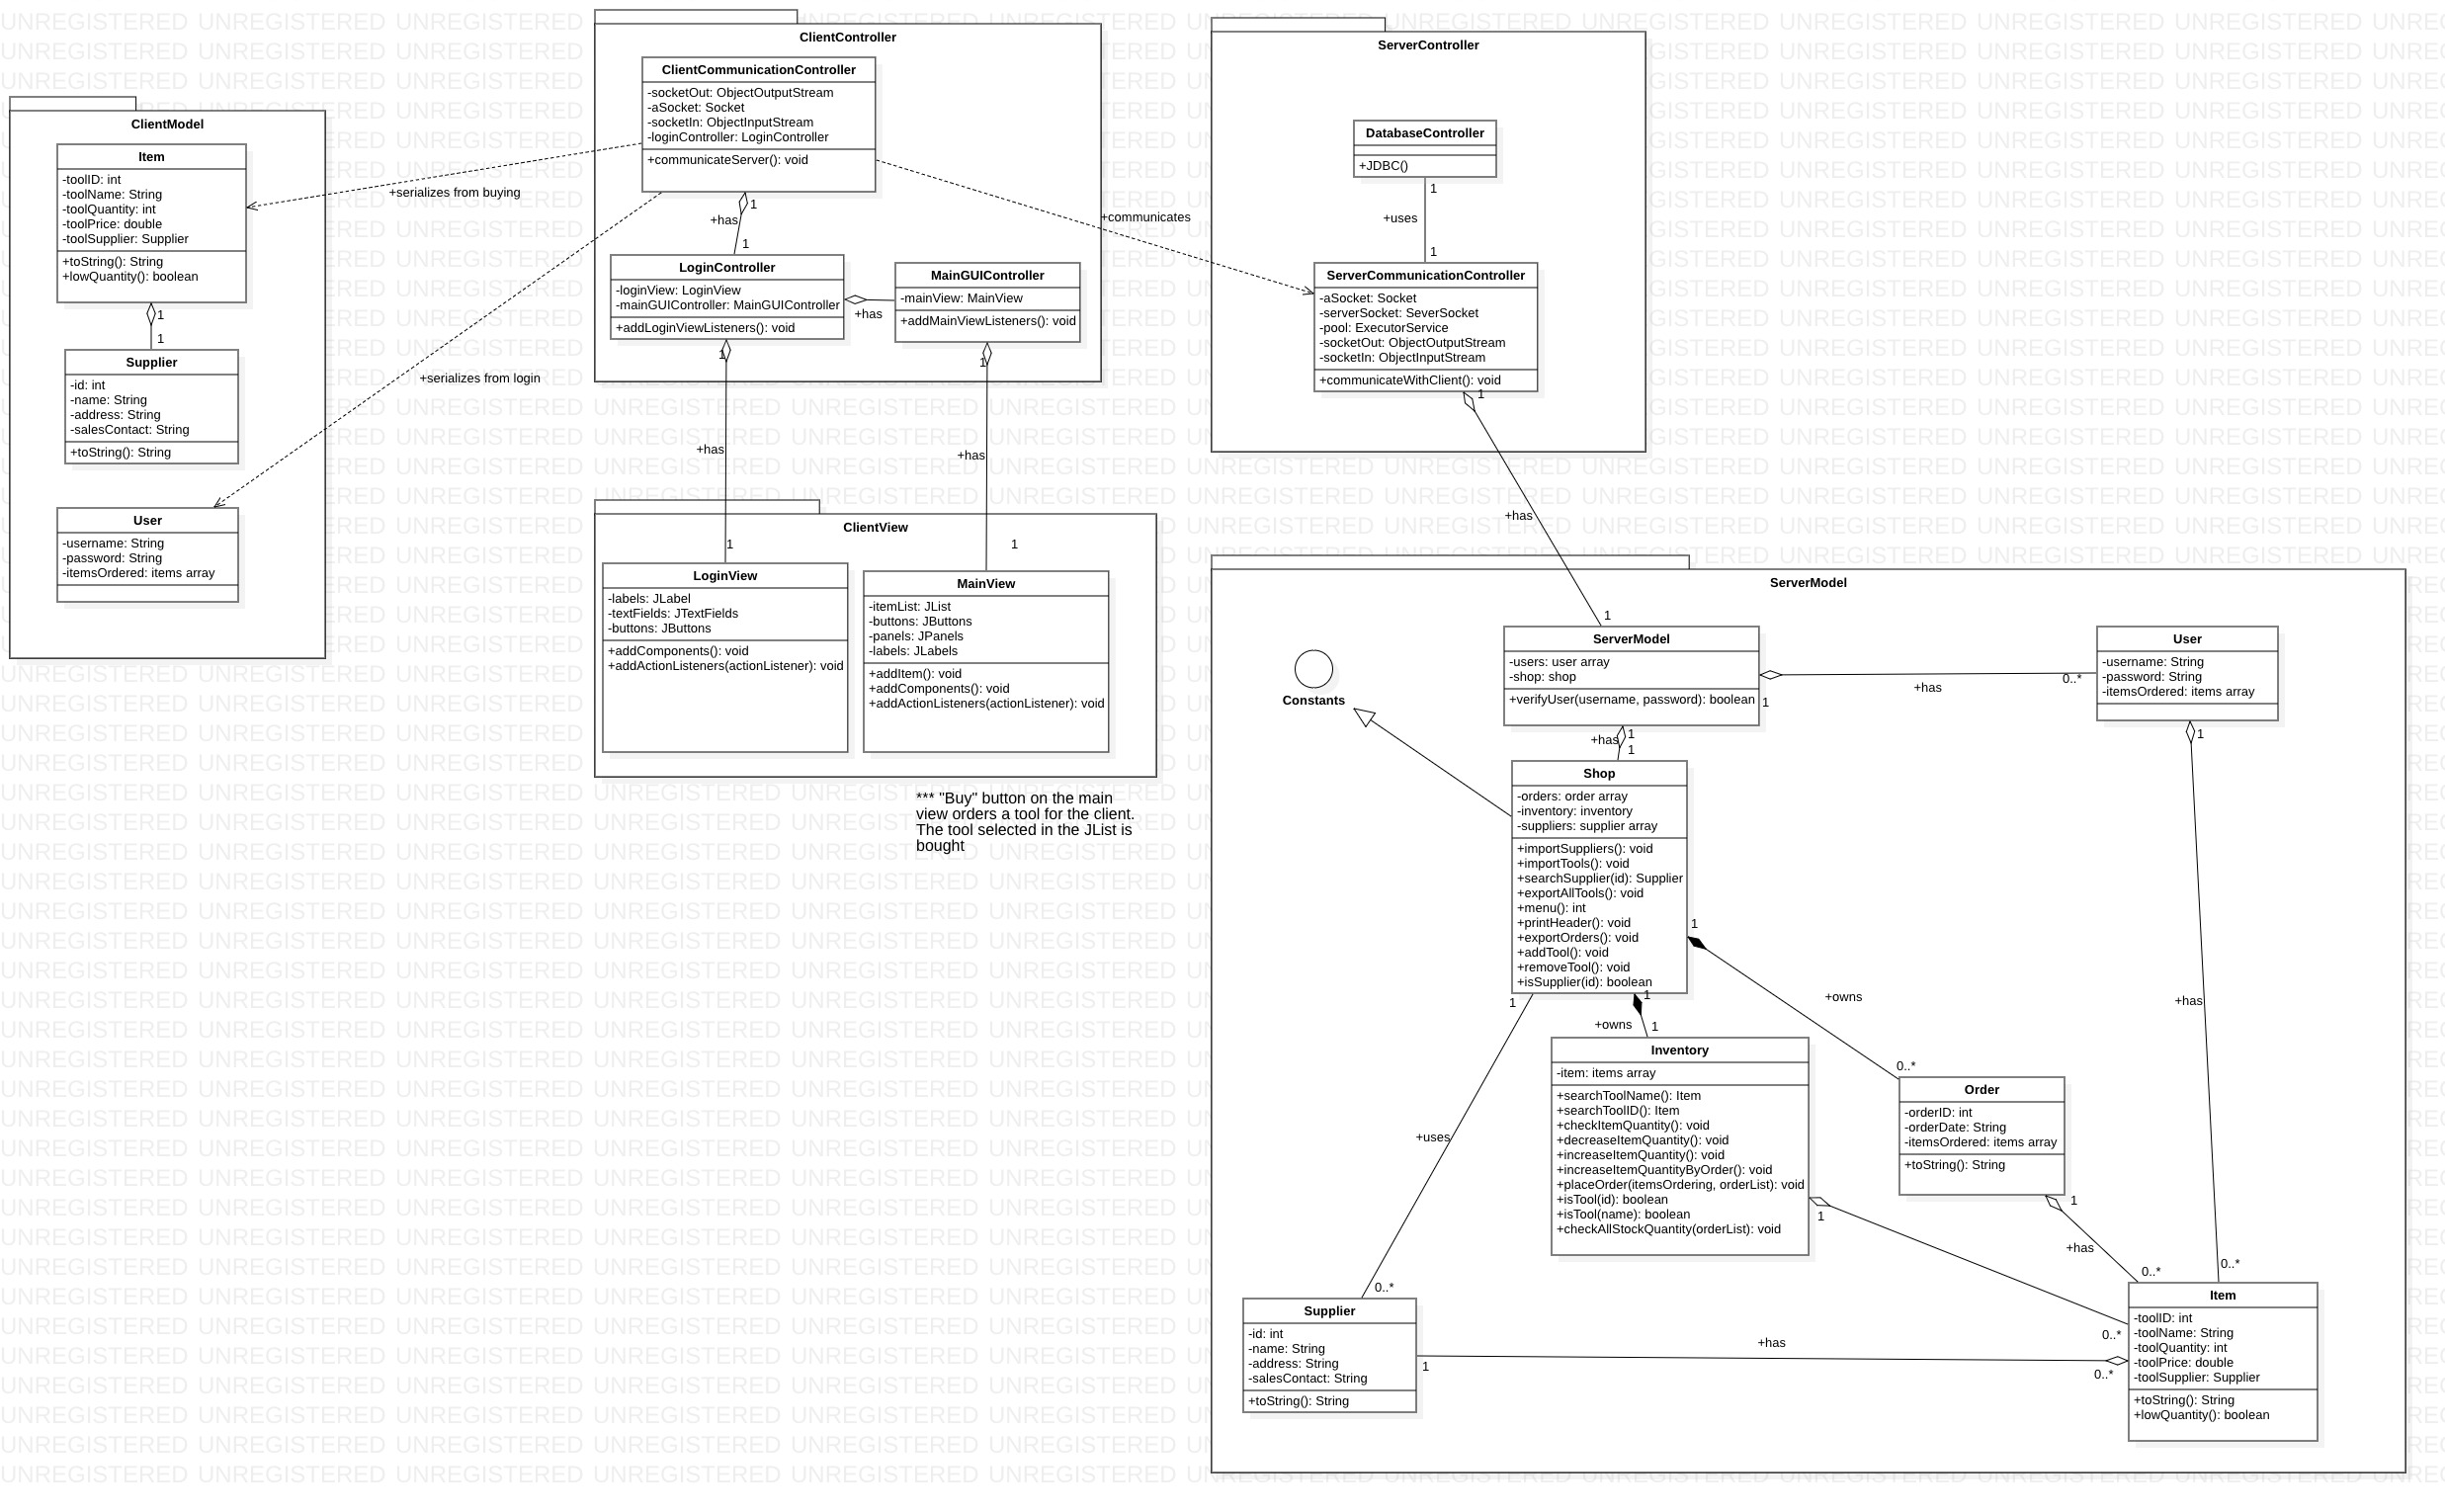 ClientModel
Item
-toolID: int
-toolName: String
-toolQuantity: int
-toolPrice: double
-toolSupplier: Supplier
+toString(): String
+lowQuantity(): boolean
1
1
Supplier
-id: int
-name: String
-address: String
-salesContact: String
+toString(): String
User
-username: String
-password: String
-itemsOrdered: items array
+serializes from buying
+serializes from login
ClientController
ClientCommunicationController
-socketOut: ObjectOutputStream
-aSocket: Socket
-socketIn: ObjectInputStream
-loginController: LoginController
+communicateServer(): void
1
+has
1
LoginController
-loginView: LoginView
-mainGUIController: MainGUIController
+addLoginViewListeners(): void
+has
MainGUIController
-mainView: MainView
+addMainViewListeners(): void
1
1
+has
+has
+communicates
ClientView
1
1
LoginView
-labels: JLabel
-textFields: JTextFields
-buttons: JButtons
+addComponents(): void
+addActionListeners(actionListener): void
MainView
-itemList: JList
-buttons: JButtons
-panels: JPanels
-labels: JLabels
+addItem(): void
+addComponents(): void
+addActionListeners(actionListener): void
*** "Buy" button on the main
view orders a tool for the client.
The tool selected in the JList is
bought
ServerController
DatabaseController
+JDBC()
1
+uses
1
ServerCommunicationController
-aSocket: Socket
-serverSocket: SeverSocket
-pool: ExecutorService
-socketOut: ObjectOutputStream
-socketIn: ObjectInputStream
+communicateWithClient(): void
1
+has
1
ServerModel
Constants
ServerModel
-users: user array
-shop: shop
+verifyUser(username, password): boolean
1
+has
0..*
User
-username: String
-password: String
-itemsOrdered: items array
1
+has
0..*
+has
1
1
Shop
-orders: order array
-inventory: inventory
-suppliers: supplier array
+importSuppliers(): void
+importTools(): void
+searchSupplier(id): Supplier
+exportAllTools(): void
+menu(): int
+printHeader(): void
+exportOrders(): void
+addTool(): void
+removeTool(): void
+isSupplier(id): boolean
1
+owns
0..*
1
+owns
1
1
+uses
0..*
Inventory
-item: items array
+searchToolName(): Item
+searchToolID(): Item
+checkItemQuantity(): void
+decreaseItemQuantity(): void
+increaseItemQuantity(): void
+increaseItemQuantityByOrder(): void
+placeOrder(itemsOrdering, orderList): void
+isTool(id): boolean
+isTool(name): boolean
+checkAllStockQuantity(orderList): void
1
0..*
Order
-orderID: int
-orderDate: String
-itemsOrdered: items array
+toString(): String
1
+has
0..*
Supplier
-id: int
-name: String
-address: String
-salesContact: String
+toString(): String
1
+has
0..*
Item
-toolID: int
-toolName: String
-toolQuantity: int
-toolPrice: double
-toolSupplier: Supplier
+toString(): String
+lowQuantity(): boolean
UNREGISTERED